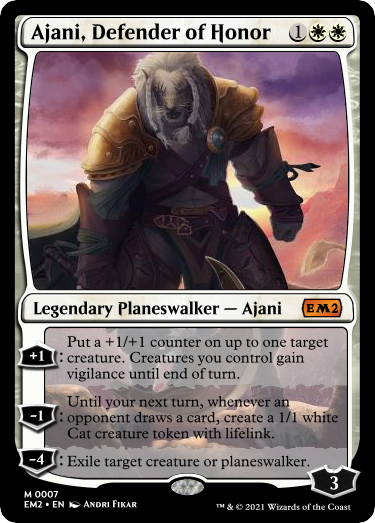 Ajani, Defender of Honor 1
Legendary Planeswalker — Ajani EM2
+1: Put a +1/+1 counter on up to one target
creature. Creatures you control gain
vigilance until end of turn.
-1: Until your next turn, whenever an
opponent draws a card, create a 1/1 white
Cat creature token with lifelink.
-4: Exile target creature or planeswalker.
3
M 0007
EM2 • EN Andri Fikar
™ & © 2021 Wizards of the Coast